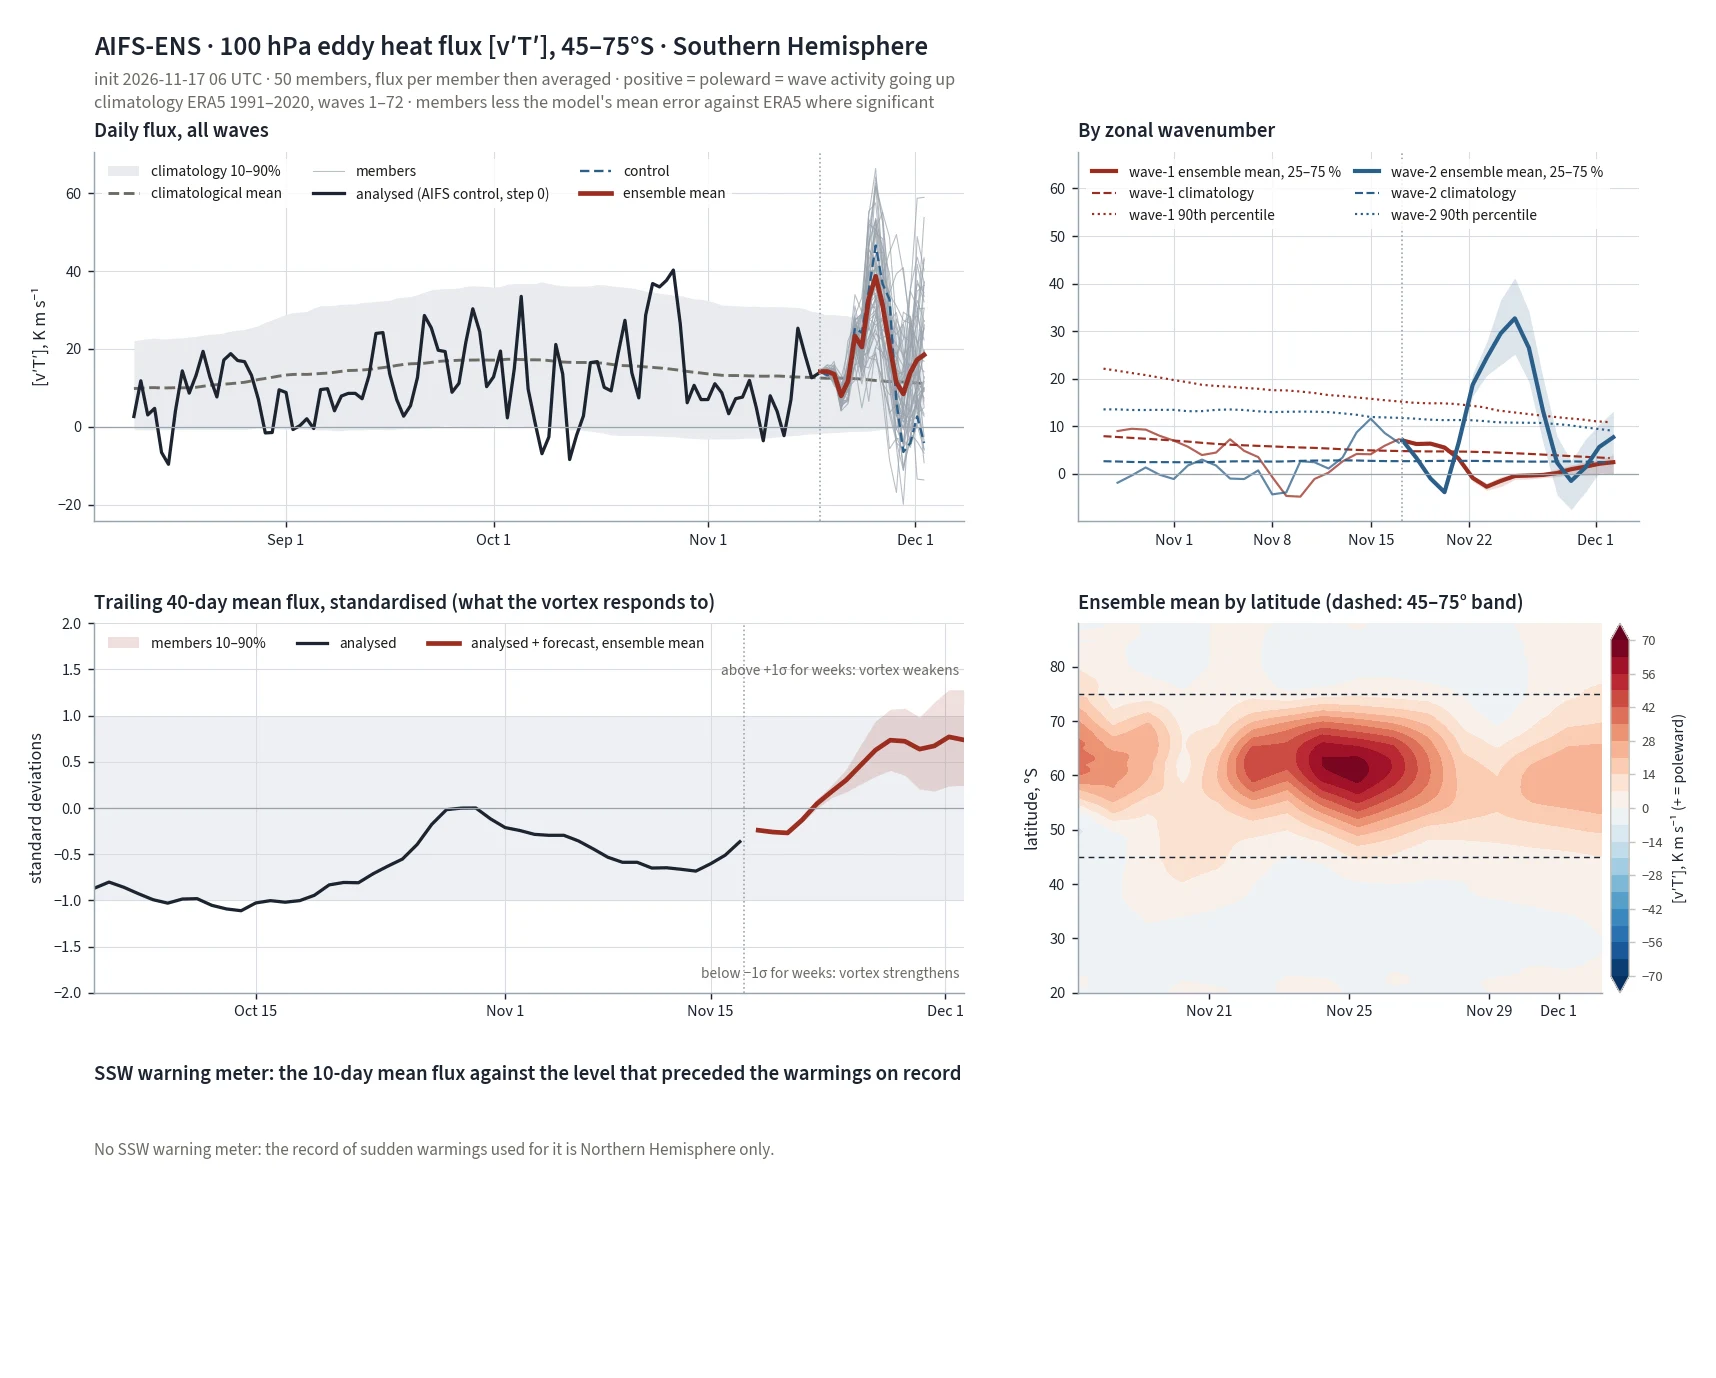 AIFS-ENS · 100 hPa eddy heat flux [v′T′], 45–75°S · Southern Hemisphere
init 2026-11-17 06 UTC · 50 members, flux per member then averaged · positive = poleward = wave activity going up
climatology ERA5 1991–2020, waves 1–72 · members less the model's mean error against ERA5 where significant
Daily flux, all waves
climatology 10–90%
members
control
climatological mean
analysed (AIFS control, step 0)
ensemble mean
[v′T′], K m s⁻¹
60
40
20
0
−20
Sep 1
Oct 1
Nov 1
Dec 1
By zonal wavenumber
wave-1 ensemble mean, 25–75 %
wave-2 ensemble mean, 25–75 %
wave-1 climatology
wave-2 climatology
wave-1 90th percentile
wave-2 90th percentile
60
50
40
30
20
10
0
Nov 1
Nov 8
Nov 15
Nov 22
Dec 1
Trailing 40-day mean flux, standardised (what the vortex responds to)
members 10–90%
analysed
analysed + forecast, ensemble mean
above +1σ for weeks: vortex weakens
below −1σ for weeks: vortex strengthens
standard deviations
2.0
1.5
1.0
0.5
0.0
−0.5
−1.0
−1.5
−2.0
Oct 15
Nov 1
Nov 15
Dec 1
Ensemble mean by latitude (dashed: 45–75° band)
latitude, °S
80
70
60
50
40
30
20
Nov 21
Nov 25
Nov 29
Dec 1
70
56
42
28
14
0
−14
−28
−42
−56
−70
[v′T′], K m s⁻¹ (+ = poleward)
SSW warning meter: the 10-day mean flux against the level that preceded the warmings on record
No SSW warning meter: the record of sudden warmings used for it is Northern Hemisphere only.